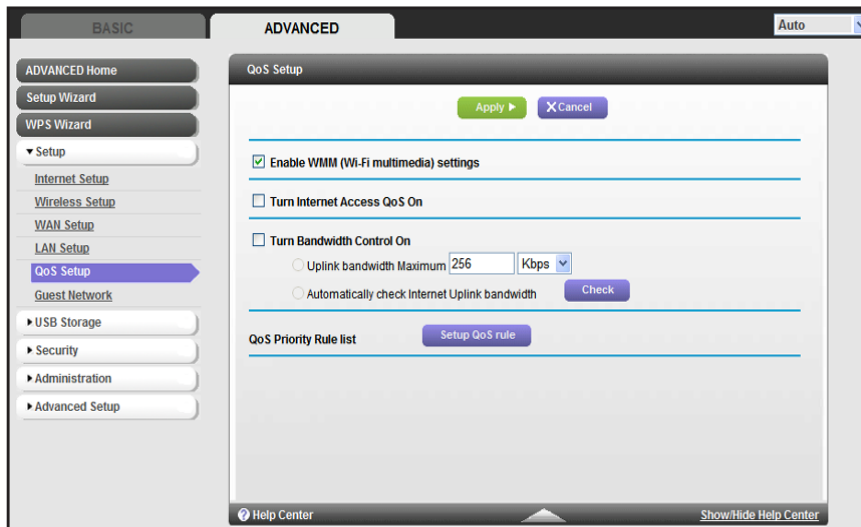 BASIC
ADVANCED
Auto
ADVANCED Home
Setup Wizard
WPS Wizard
Setup
Internet Setup
Wireless Setup
WAN Setup
LAN Setup
QoS Setup
Guest Network
USB Storage
Security
Administration
Advanced Setup
QoS Setup
Apply
Cancel
Enable WMM (Wi-Fi multimedia) settings
Turn Internet Access QoS On
Turn Bandwidth Control On
Uplink bandwidth Maximum 256 Kbps
Automatically check Internet Uplink bandwidth Check
QoS Priority Rule list Setup QoS rule
Help Center Show/Hide Help Center